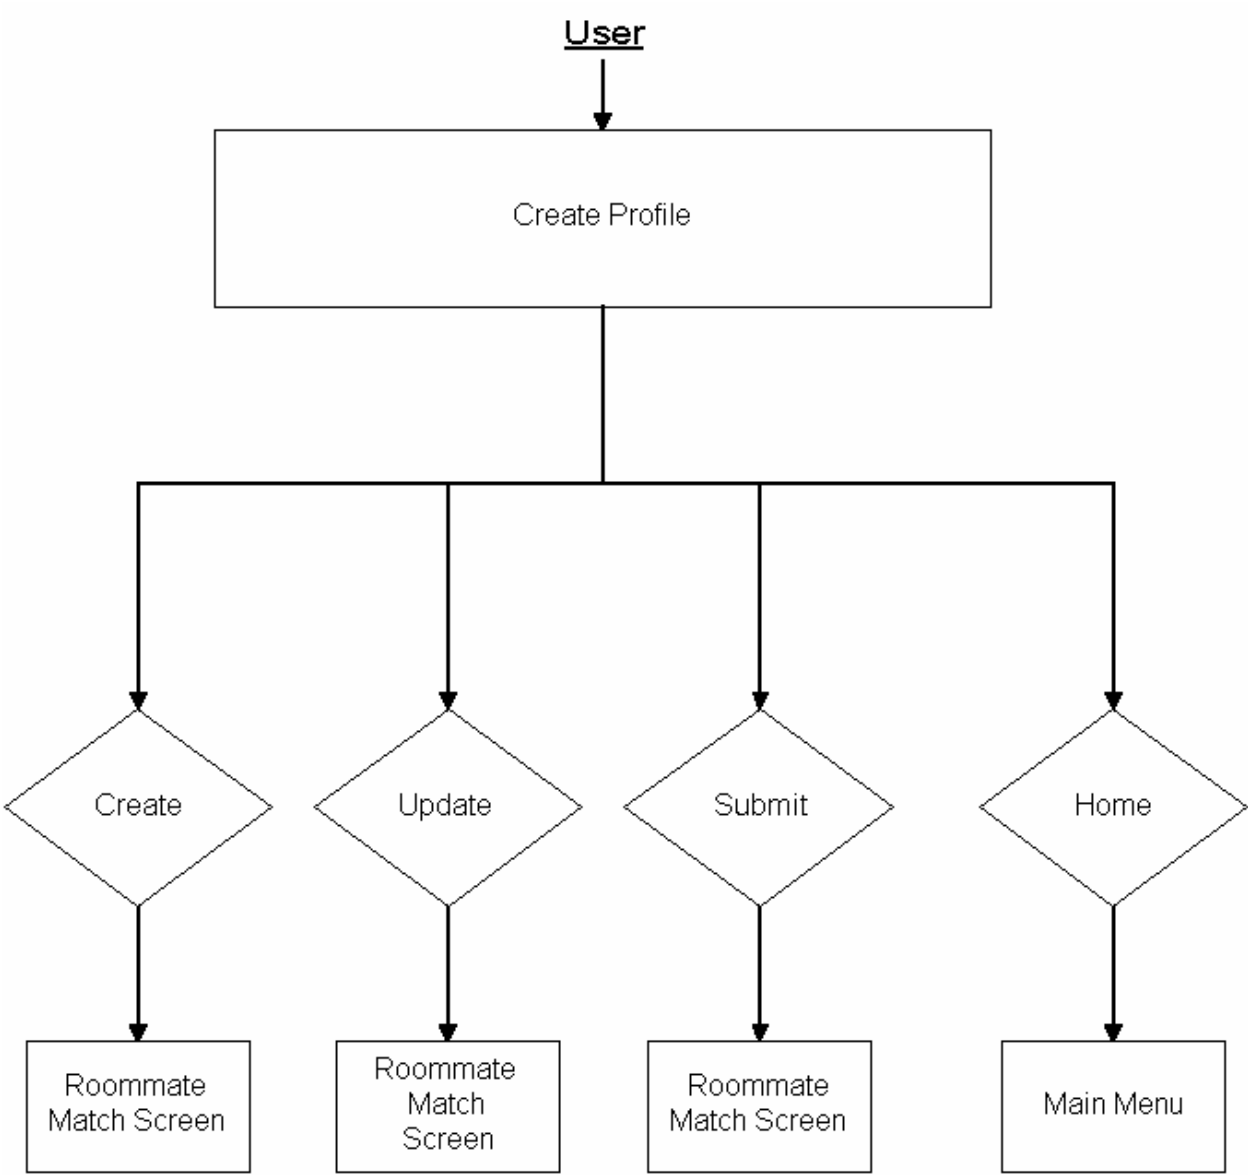 User
Create Profile
Create
Update
Submit
Home
Roommate
Match Screen
Roommate
Match
Screen
Roommate
Match Screen
Main Menu